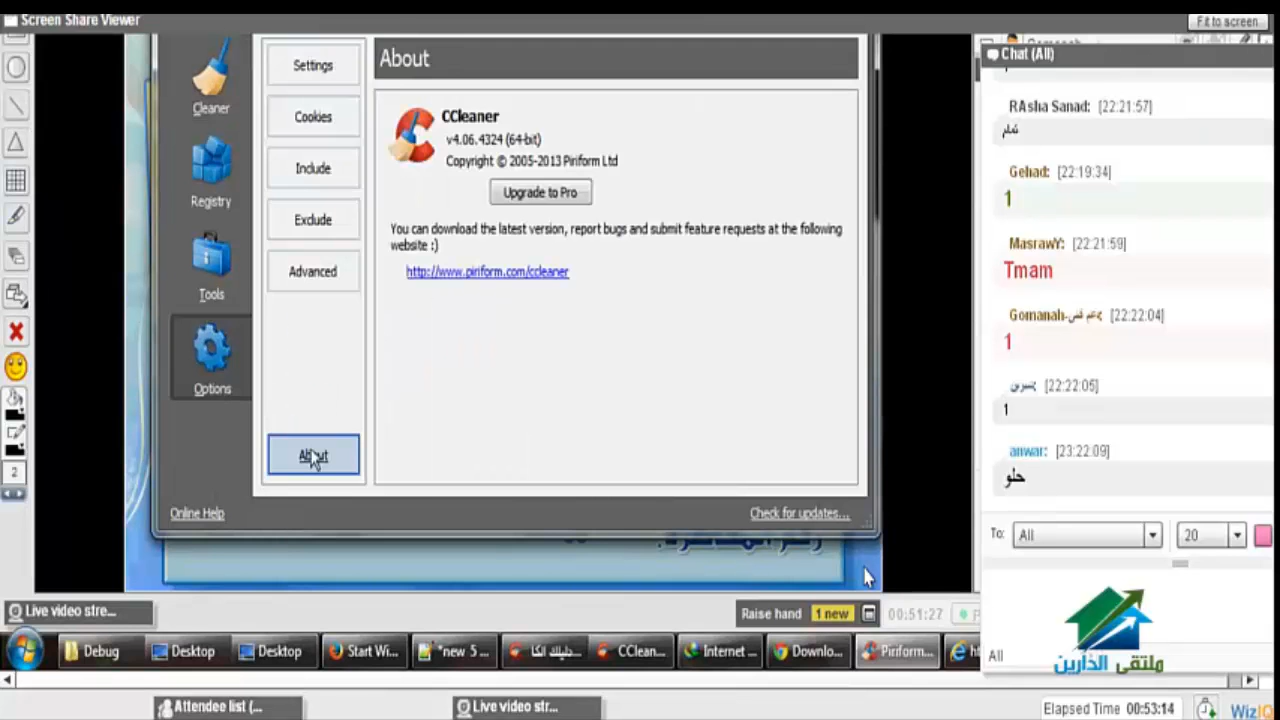 Screen Share Viewer
Fit to screen
Settings
Cookies
Include
Exclude
Advanced
About
Cleaner
Registry
Tools
Options
About
CCleaner
v4.06.4324 (64-bit)
Copyright © 2005-2013 Piriform Ltd
Upgrade to Pro
You can download the latest version, report bugs and submit feature requests at the following
website :)
http://www.piriform.com/ccleaner
Online Help
Check for updates...
2
Chat (All)
RAsha Sanad: [22:21:57]
تمام
Gehad: [22:19:34]
1
MasrawY: [22:21:59]
Tmam
Gomanah- [22:22:04]
1
نسرين [22:22:05]
1
anwar: [23:22:09]
حلو
To: All
20
All
ملتقى الدارين
Live video stre...
Raise hand
1 new
00:51:27
Debug
Desktop
Desktop
Start Wi...
*new 5 ...
CClean...
Internet ...
Downlo...
Piriform...
Attendee list (...
Live video str...
Elapsed Time 00:53:14
WizIQ